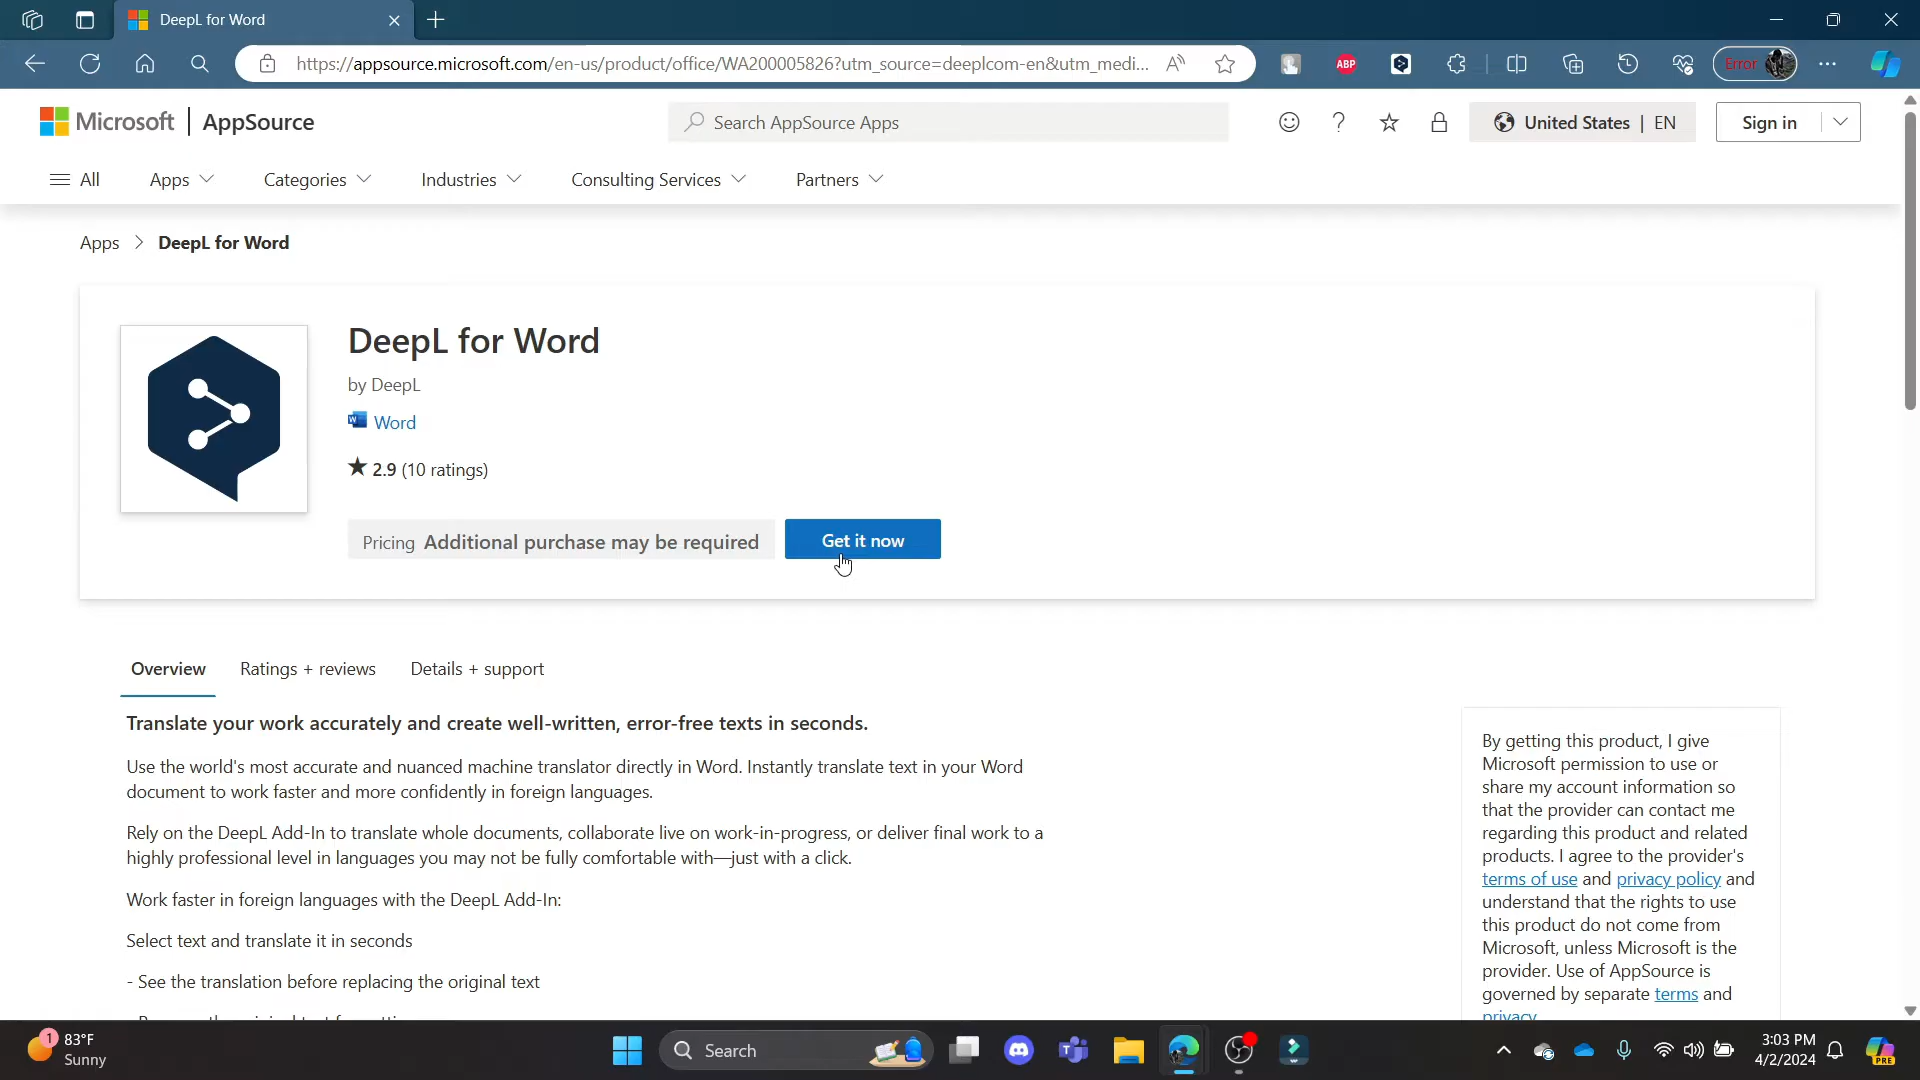 DeepL for Word
https://appsource.microsoft.com/en-us/product/office/WA200005826?utm_source=deeplcom-en&utm_medi...
A
ABP
Error
Microsoft | AppSource
Search AppSource Apps
United States | EN
Sign in
All
Apps
Categories
Industries
Consulting Services
Partners
Apps > DeepL for Word
DeepL for Word
by DeepL
Word
2.9 (10 ratings)
Pricing Additional purchase may be required
Get it now
Overview
Ratings + reviews
Details + support
Translate your work accurately and create well-written, error-free texts in seconds.
Use the world's most accurate and nuanced machine translator directly in Word. Instantly translate text in your Word
document to work faster and more confidently in foreign languages.
Rely on the DeepL Add-In to translate whole documents, collaborate live on work-in-progress, or deliver final work to a
highly professional level in languages you may not be fully comfortable with—just with a click.
Work faster in foreign languages with the DeepL Add-In:
Select text and translate it in seconds
- See the translation before replacing the original text
By getting this product, I give
Microsoft permission to use or
share my account information so
that the provider can contact me
regarding this product and related
products. I agree to the provider's
terms of use and privacy policy and
understand that the rights to use
this product do not come from
Microsoft, unless Microsoft is the
provider. Use of AppSource is
governed by separate terms and
privacy.
1
83°F
Sunny
Search
3:03 PM
4/2/2024
PRE